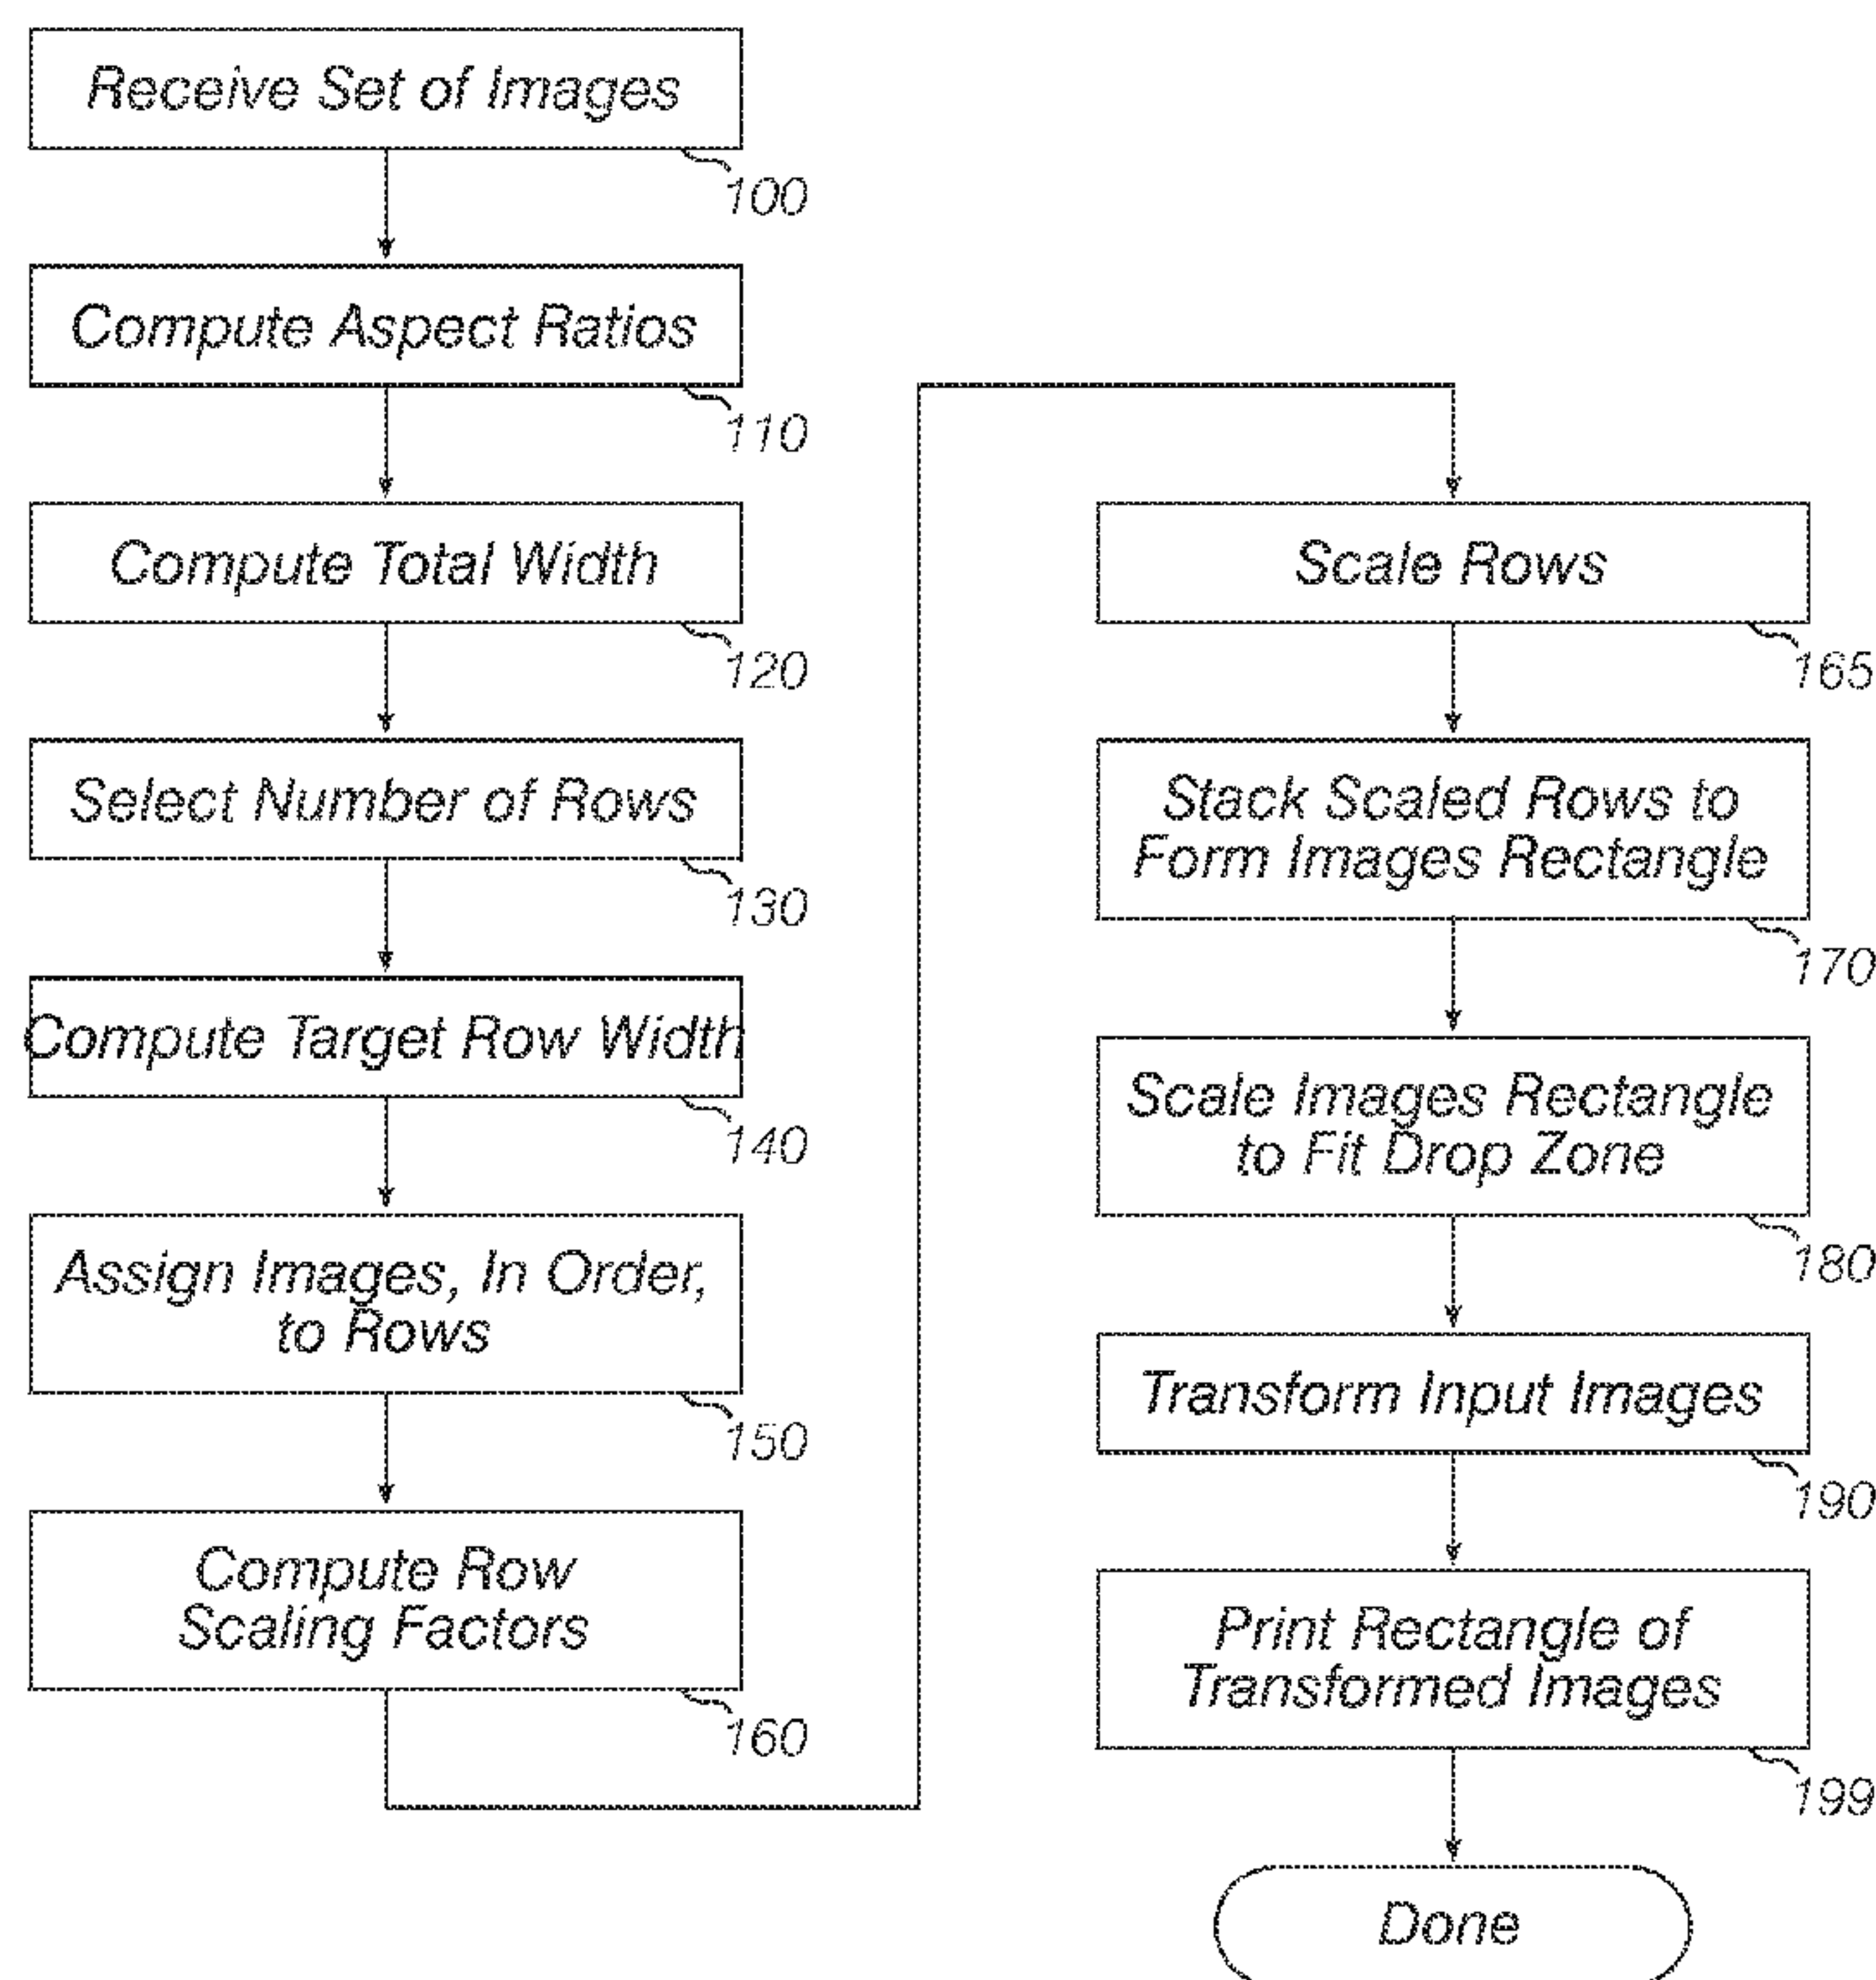 Receive Set of Images
100
Compute Aspect Ratios
110
Compute Total Width
120
Select Number of Rows
130
Compute Target Row Width
140
Assign Images, In Order,
to Rows
150
Compute Row
Scaling Factors
160
Scale Rows
165
Stack Scaled Rows to
Form Images Rectangle
170
Scale Images Rectangle
to Fit Drop Zone
180
Transform Input Images
190
Print Rectangle of
Transformed Images
199
Done